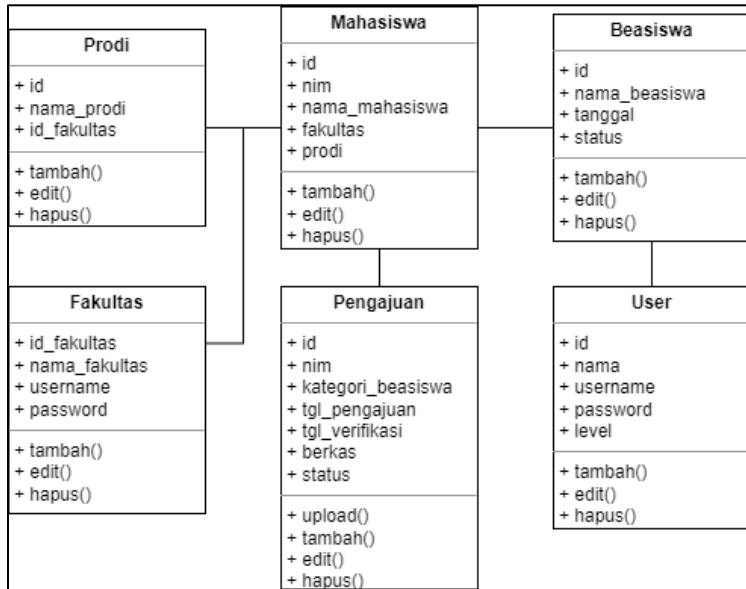 Prodi
+ id
+ nama_prodi
+ id_fakultas
+ tambah()
+ edit()
+ hapus()
Mahasiswa
+ id
+ nim
+ nama_mahasiswa
+ fakultas
+ prodi
+ tambah()
+ edit()
+ hapus()
Beasiswa
+ id
+ nama_beasiswa
+ tanggal
+ status
+ tambah()
+ edit()
+ hapus()
Fakultas
+ id_fakultas
+ nama_fakultas
+ username
+ password
+ tambah()
+ edit()
+ hapus()
Pengajuan
+ id
+ nim
+ kategori_beasiswa
+ tgl_pengajuan
+ tgl_verifikasi
+ berkas
+ status
+ upload()
+ tambah()
+ edit()
+ hapus()
User
+ id
+ nama
+ username
+ password
+ level
+ tambah()
+ edit()
+ hapus()